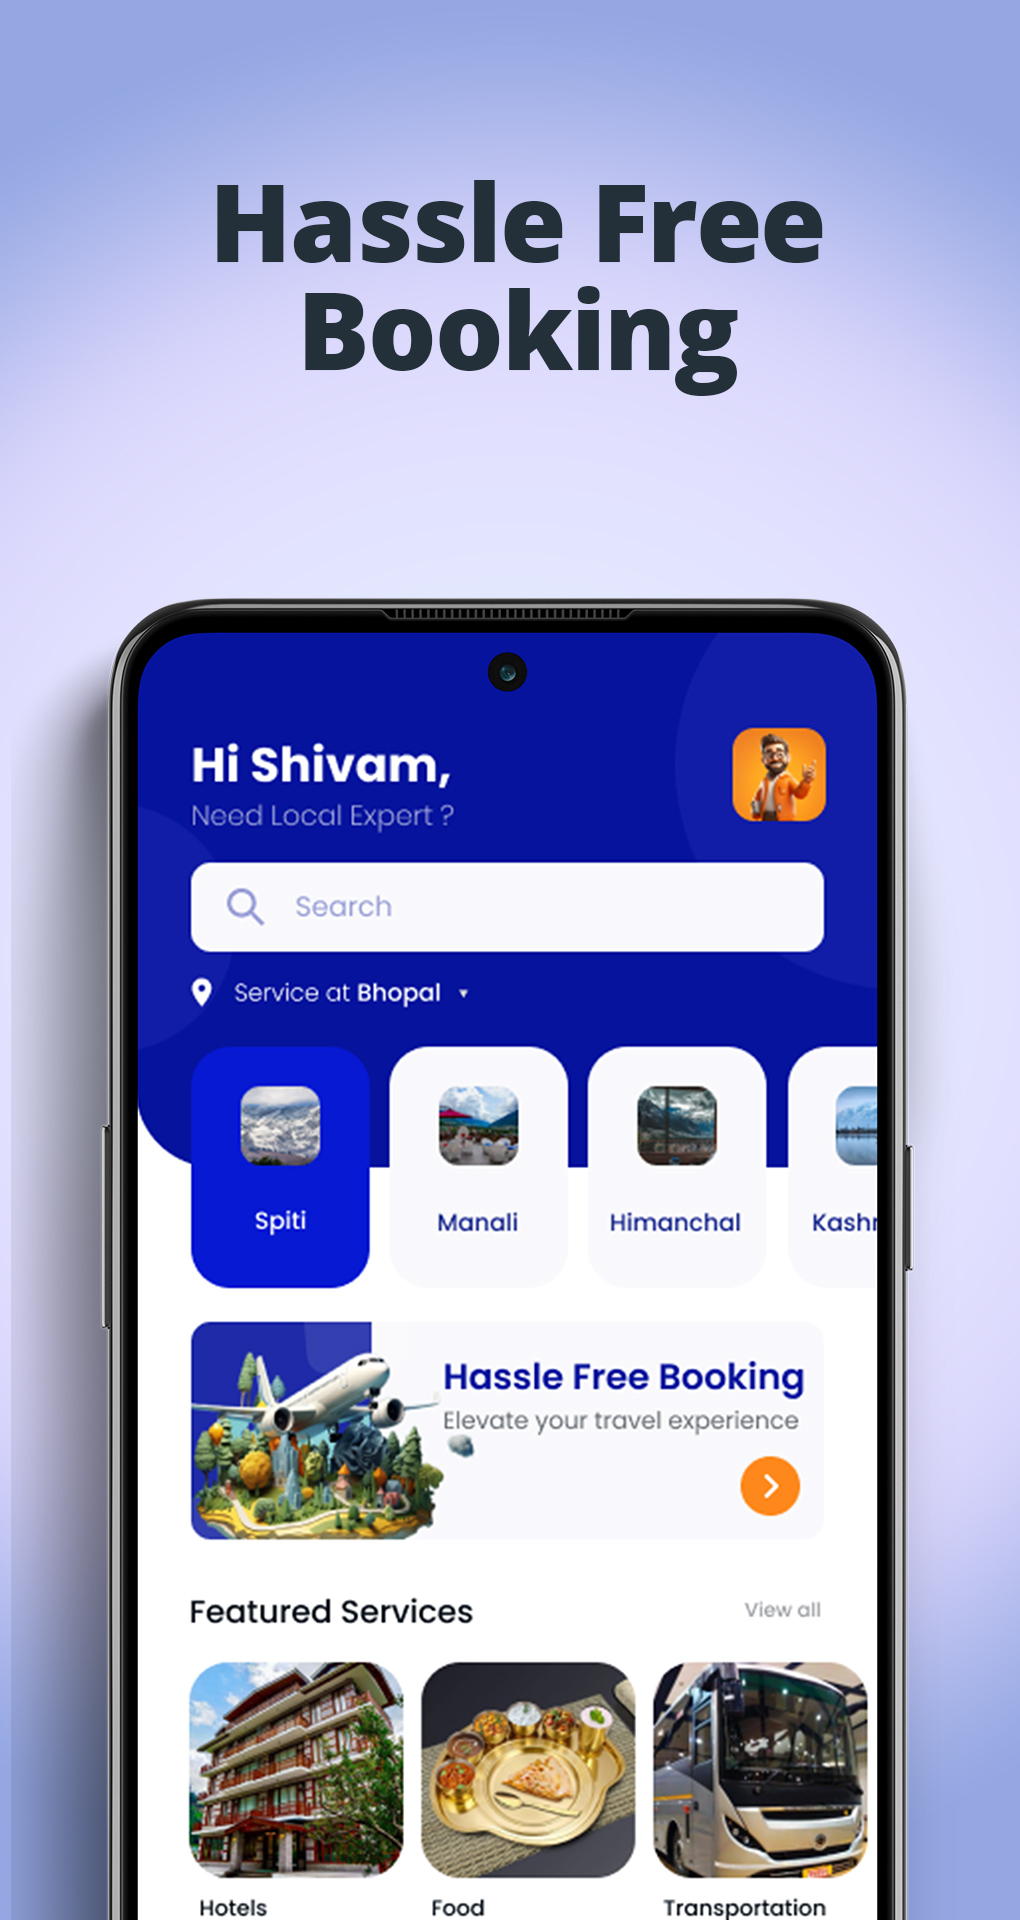 Hassle Free
Booking
Hi Shivam,
Need Local Expert ?
Search
Service at Bhopal
Spiti
Manali
Himanchal
Kashr
Hassle Free Booking
Elevate your travel experience
Featured Services
View all
Hotels
Food
Transportation